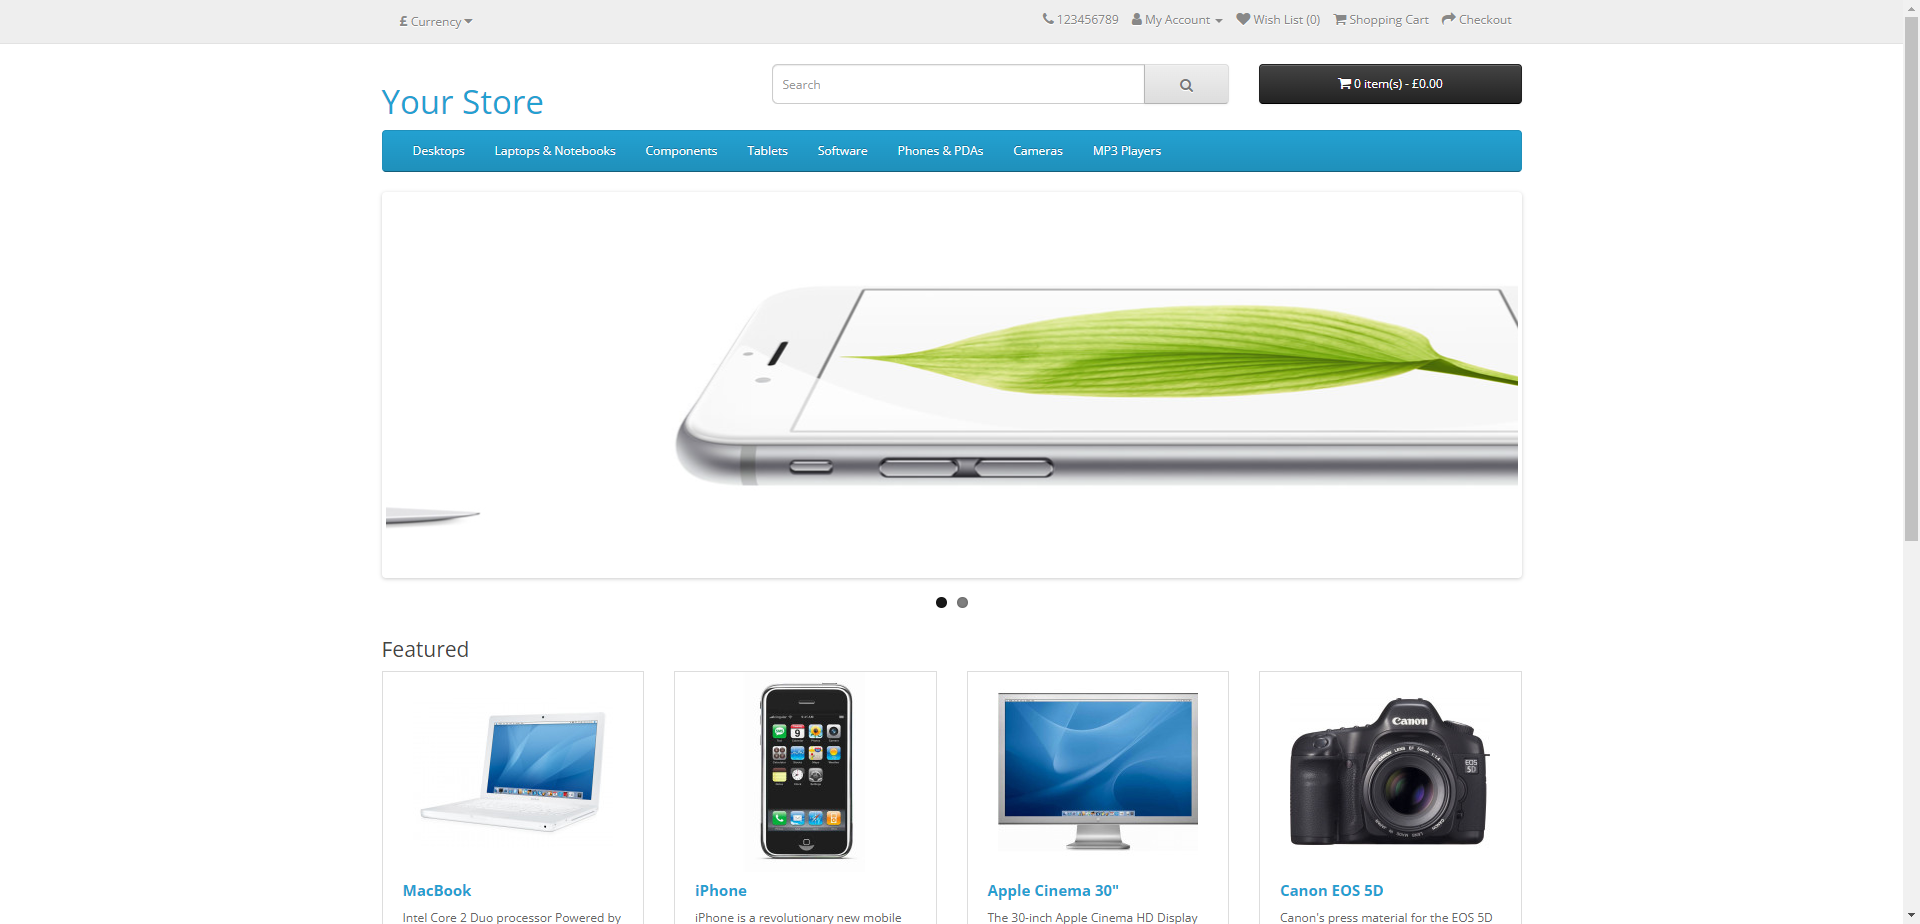 £ Currency
123456789 My Account Wish List (0) Shopping Cart Checkout
Your Store
Search
0 item(s) - £0.00
Desktops Laptops & Notebooks Components Tablets Software Phones & PDAs Cameras MP3 Players
Featured
Canon
EOS
5D
MacBook
iPhone
Apple Cinema 30"
Canon EOS 5D
Intel Core 2 Duo processor Powered by
iPhone is a revolutionary new mobile
The 30-inch Apple Cinema HD Display
Canon's press material for the EOS 5D